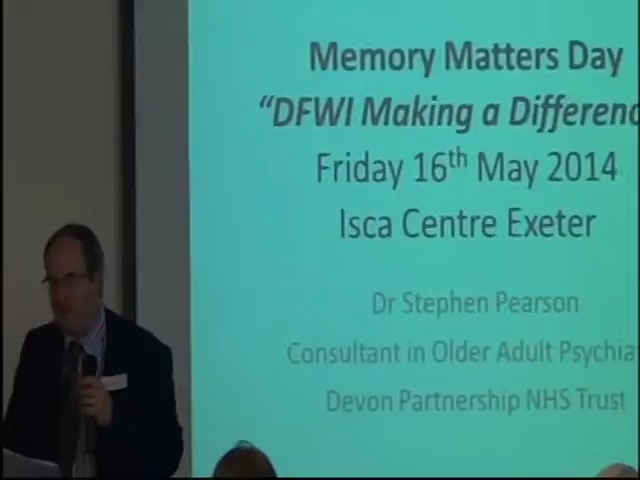 Memory Matters Day
"DFWI Making a Differenc
Friday 16th May 2014
Isca Centre Exeter
Dr Stephen Pearson
Consultant in Older Adult Psychia
Devon Partnership NHS Trust